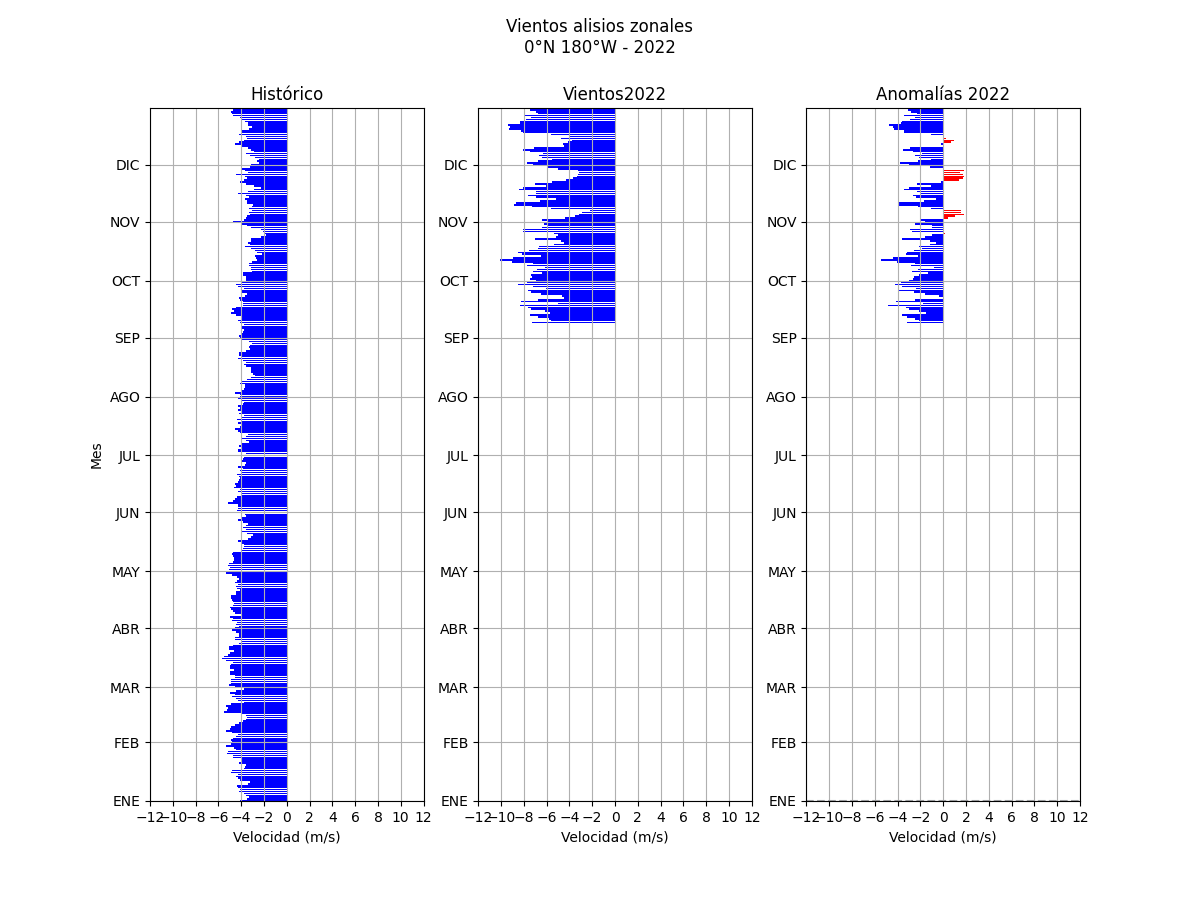 Vientos alisios zonales
0°N 180°W - 2022
Histórico
Vientos2022
Anomalías 2022
Mes
DIC
NOV
OCT
SEP
AGO
JUL
JUN
MAY
ABR
MAR
FEB
ENE
−12 −10 −8 −6 −4 −2 0 2 4 6 8 10 12
Velocidad (m/s)
DIC
NOV
OCT
SEP
AGO
JUL
JUN
MAY
ABR
MAR
FEB
ENE
−12 −10 −8 −6 −4 −2 0 2 4 6 8 10 12
Velocidad (m/s)
DIC
NOV
OCT
SEP
AGO
JUL
JUN
MAY
ABR
MAR
FEB
ENE
−12 −10 −8 −6 −4 −2 0 2 4 6 8 10 12
Velocidad (m/s)